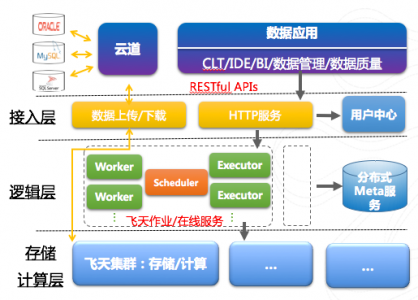 ORACLE
MySQL
SQL Server
云道
数据应用
CLT/IDE/BI/数据管理/数据质量
RESTful APIs
接入层
数据上传/下载
HTTP服务
用户中心
逻辑层
Worker
Executor
Scheduler
Worker
Executor
飞天作业/在线服务
分布式
Meta服
务
存储
计算层
飞天集群：存储/计算
...
...